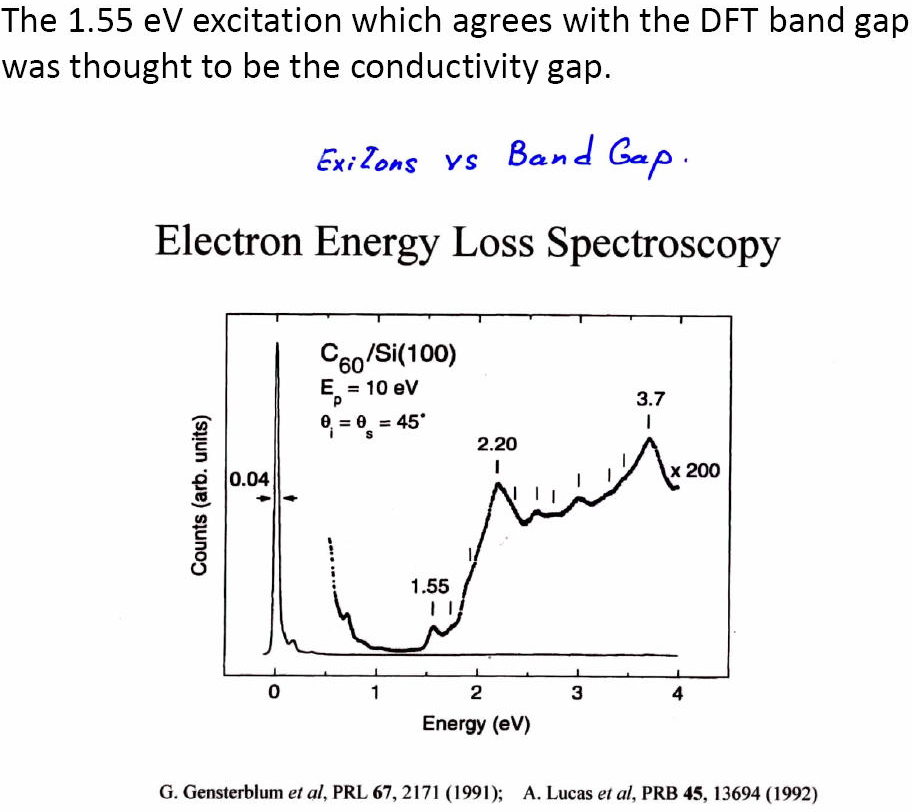 The 1.55 eV excitation which agrees with the DFT band gap
was thought to be the conductivity gap.
Exitons vs Band Gap.
Electron Energy Loss Spectroscopy
C60/Si(100)
Ep = 10 eV
θi = θs = 45°
3.7
2.20
x 200
0.04
1.55
Counts (arb. units)
0 1 2 3 4
Energy (eV)
G. Gensterblum et al, PRL 67, 2171 (1991); A. Lucas et al, PRB 45, 13694 (1992)